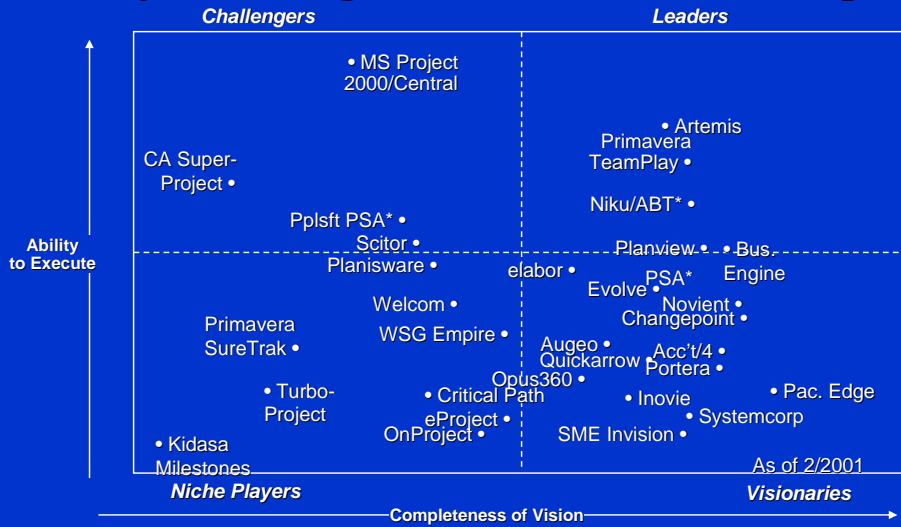 Challengers
Leaders
• MS Project
2000/Central
• Artemis
Primavera
TeamPlay •
CA Super-
Project •
Niku/ABT* •
Pplsft PSA* •
Scitor •
Ability
to Execute
Planview •
• Bus.
Engine
Planisware •
elabor •
PSA*
Evolve •
Welcom •
Novient •
Changepoint •
Primavera
SureTrak •
WSG Empire •
Augeo •
Quickarrow •
Acc't/4 •
Portera •
Opus360 •
• Turbo-
Project
• Critical Path
• Inovie
• Pac. Edge
eProject •
• Systemcorp
OnProject •
SME Invision •
• Kidasa
Milestones
As of 2/2001
Niche Players
Visionaries
Completeness of Vision